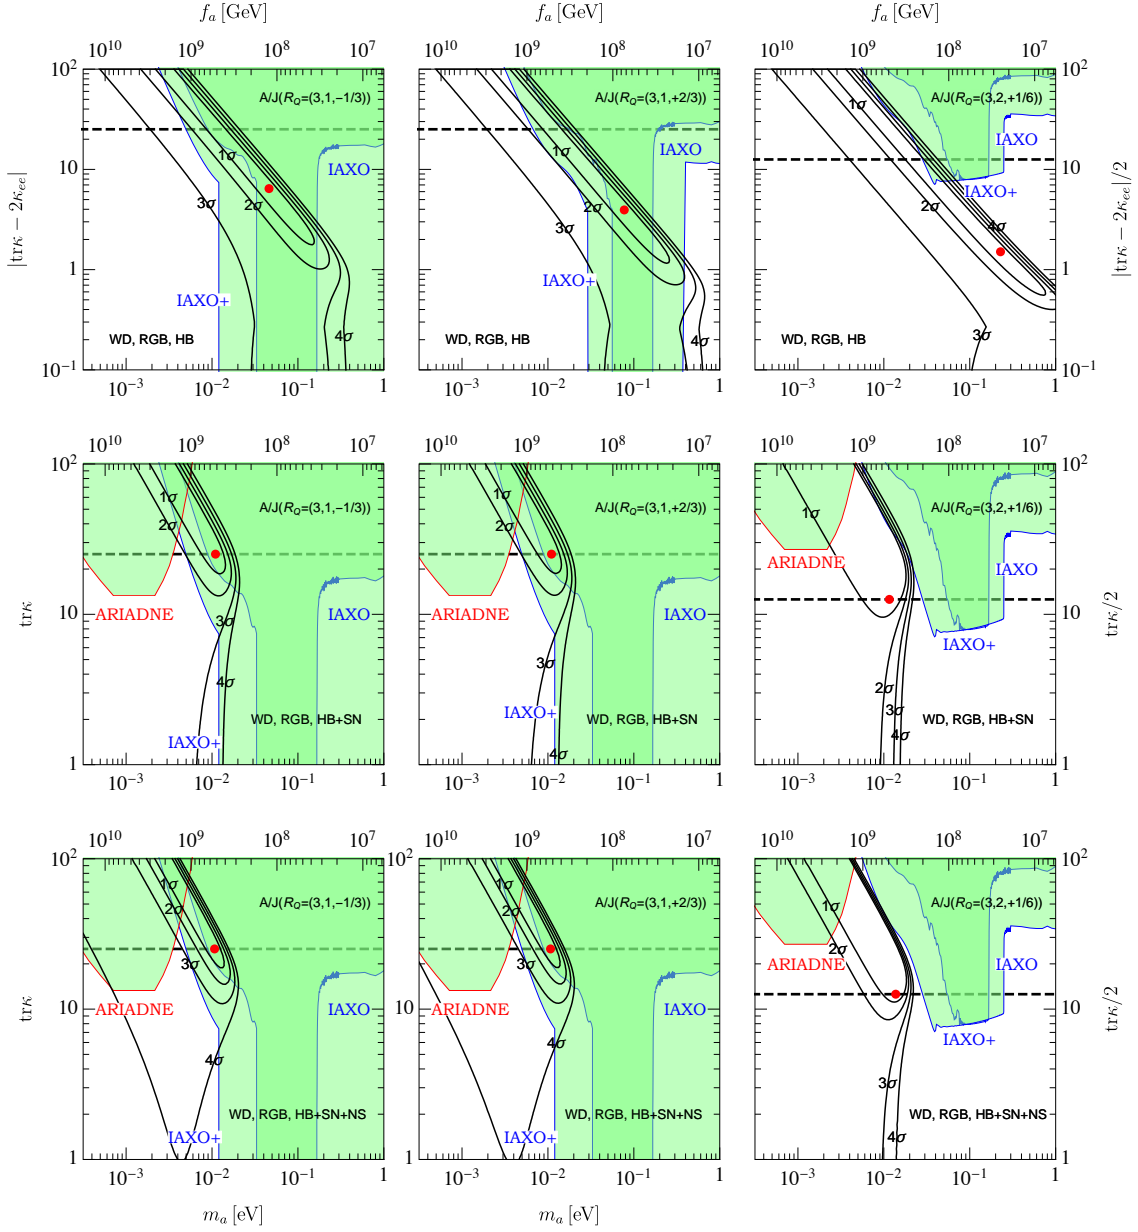 f_a [GeV] f_a [GeV] f_a [GeV]
10^10 10^9 10^8 10^7 10^10 10^9 10^8 10^7 10^10 10^9 10^8 10^7
10^2 A/J(R_Q=(3,1,−1/3)) A/J(R_Q=(3,1,+2/3)) A/J(R_Q=(3,2,+1/6)) 10^2
1σ 1σ 1σ
10 IAXO IAXO IAXO 10
2σ 2σ 2σ
3σ 3σ 4σ
IAXO+
|trκ − 2κ_ee| |trκ − 2κ_ee|/2
1 IAXO+ IAXO+ 1
4σ 4σ 3σ
WD, RGB, HB WD, RGB, HB WD, RGB, HB
10^−1 10^−1
10^−3 10^−2 10^−1 1 10^−3 10^−2 10^−1 1 10^−3 10^−2 10^−1 1
10^10 10^9 10^8 10^7 10^10 10^9 10^8 10^7 10^10 10^9 10^8 10^7
10^2 10^2 10^2
1σ A/J(R_Q=(3,1,−1/3)) 1σ A/J(R_Q=(3,1,+2/3)) 1σ A/J(R_Q=(3,2,+1/6))
2σ 2σ
ARIADNE IAXO
10 ARIADNE IAXO ARIADNE IAXO 10
trκ 3σ IAXO+ trκ/2
4σ 3σ 2σ
IAXO+ IAXO+ 3σ
WD, RGB, HB+SN WD, RGB, HB+SN WD, RGB, HB+SN
4σ 4σ
1 1 1
10^−3 10^−2 10^−1 1 10^−3 10^−2 10^−1 1 10^−3 10^−2 10^−1 1
10^10 10^9 10^8 10^7 10^10 10^9 10^8 10^7 10^10 10^9 10^8 10^7
10^2 10^2 10^2
1σ A/J(R_Q=(3,1,−1/3)) 1σ A/J(R_Q=(3,1,+2/3)) 1σ A/J(R_Q=(3,2,+1/6))
2σ 2σ 2σ
3σ 3σ ARIADNE IAXO
10 ARIADNE IAXO 10 ARIADNE IAXO 10
trκ IAXO+ trκ/2
4σ 4σ 3σ
WD, RGB, HB+SN+NS WD, RGB, HB+SN+NS WD, RGB, HB+SN+NS
IAXO+ IAXO+ 4σ
1 1 1
10^−3 10^−2 10^−1 1 10^−3 10^−2 10^−1 1 10^−3 10^−2 10^−1 1
m_a [eV] m_a [eV]